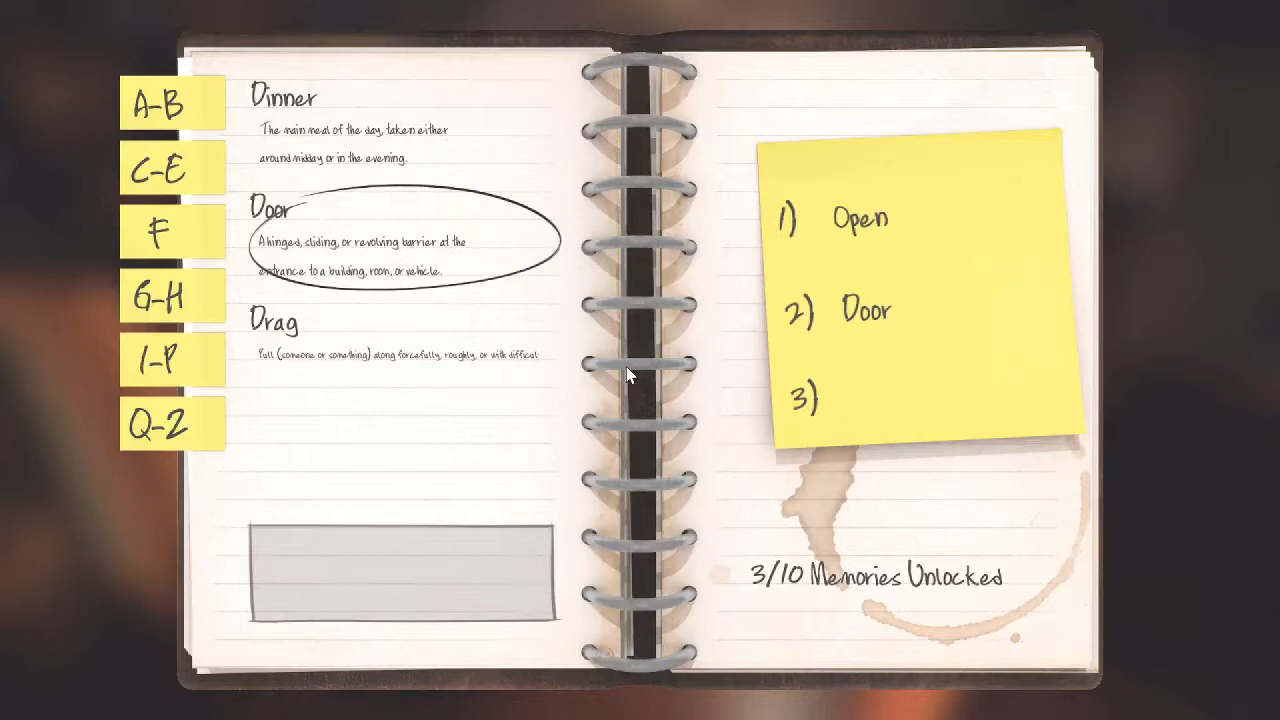 A-B
C-E
F
G-H
I-P
Q-Z
Dinner
The main meal of the day, taken either
around midday or in the evening.
Door
A hinged, sliding, or revolving barrier at the
entrance to a building, room, or vehicle.
Drag
Pull (someone or something) along forcefully, roughly, or with difficul
1) Open
2) Door
3)
3/10 Memories Unlocked